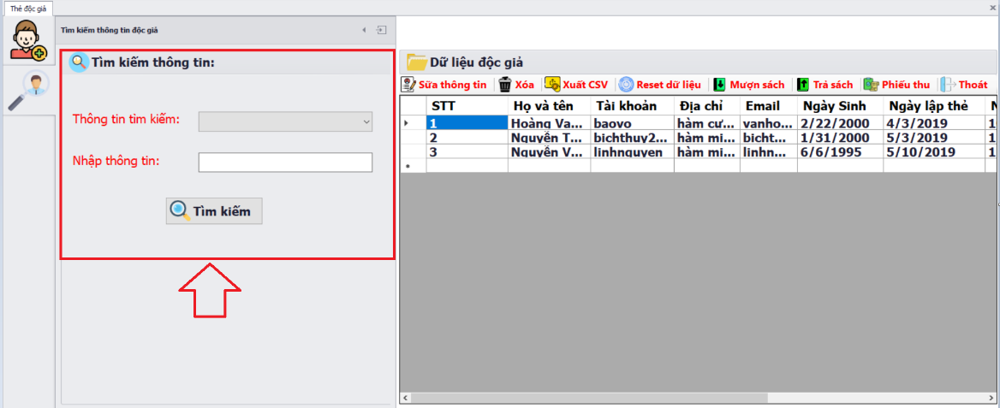 Thẻ độc giả
Tìm kiếm thông tin độc giả
Tìm kiếm thông tin:
Thông tin tìm kiếm:
Nhập thông tin:
Tìm kiếm
Dữ liệu độc giả
Sữa thông tin Xóa Xuất CSV Reset dữ liệu Mượn sách Trả sách Phiếu thu Thoát
STT Họ và tên Tài khoản Địa chỉ Email Ngày Sinh Ngày lập thẻ N
1 Hoàng Va... baovo hàm cư... vanho... 2/22/2000 4/3/2019 1
2 Nguyễn T... bichthuy2... hàm mi... bicht... 1/31/2000 5/3/2019 1
3 Nguyễn V... linhnguyen hàm mi... linhn... 6/6/1995 5/10/2019 1